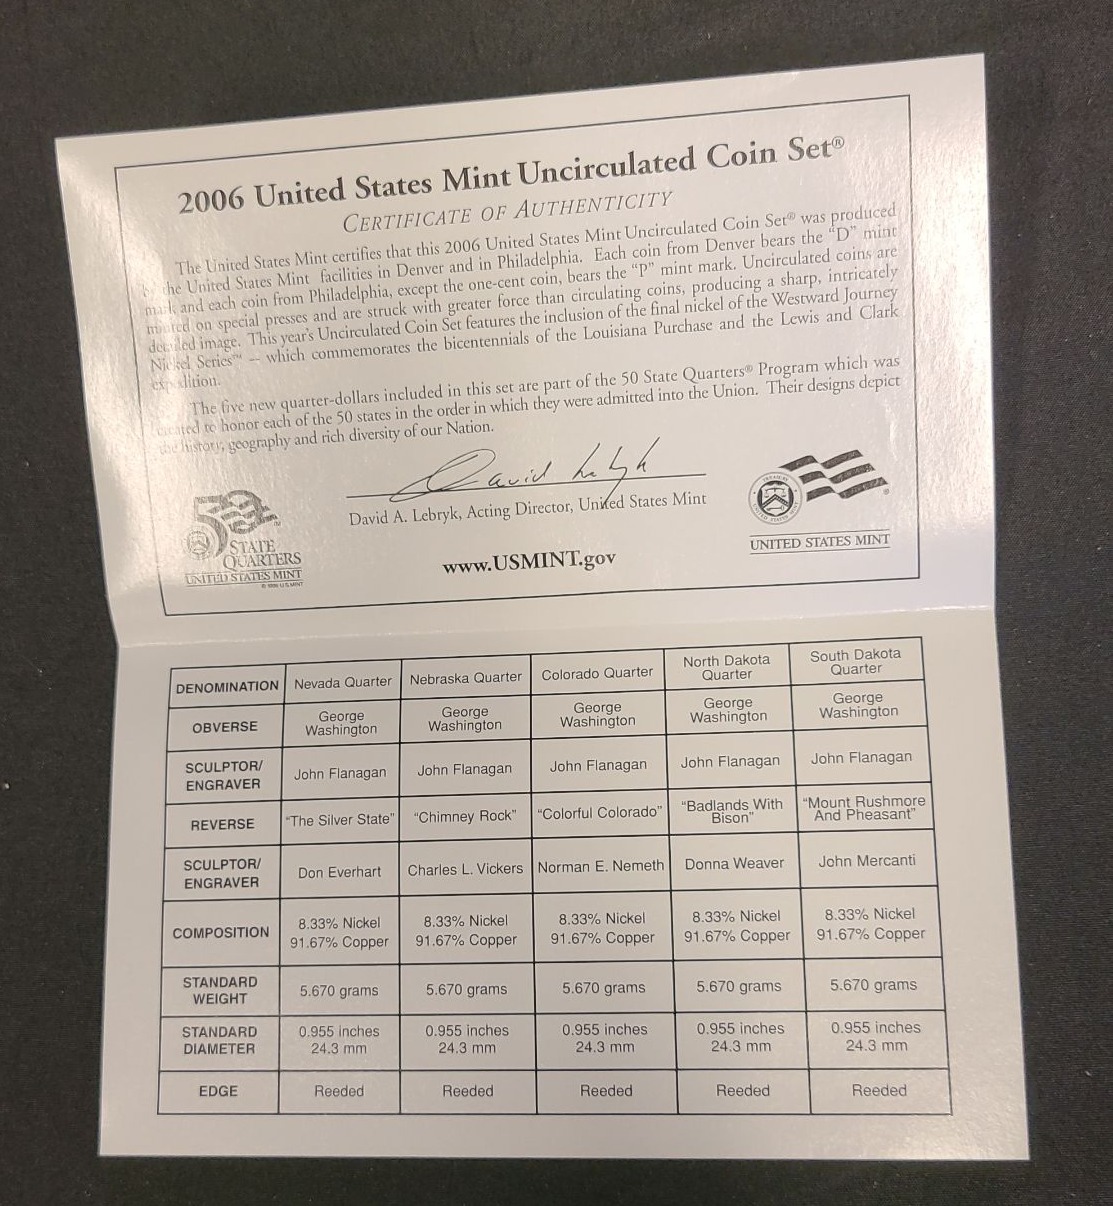 2006 United States Mint Uncirculated Coin Set®
CERTIFICATE OF AUTHENTICITY
The United States Mint certifies that this 2006 United States Mint Uncirculated Coin Set® was produced
by the United States Mint facilities in Denver and in Philadelphia. Each coin from Denver bears the “D” mint
mark and each coin from Philadelphia, except the one-cent coin, bears the “P” mint mark. Uncirculated coins are
minted on special presses and are struck with greater force than circulating coins, producing a sharp, intricately
detailed image. This year's Uncirculated Coin Set features the inclusion of the final nickel of the Westward Journey
Nickel Series™ – which commemorates the bicentennials of the Louisiana Purchase and the Lewis and Clark
expedition.
The five new quarter-dollars included in this set are part of the 50 State Quarters® Program which was
created to honor each of the 50 states in the order in which they were admitted into the Union. Their designs depict
the history, geography and rich diversity of our Nation.
David Lebryk
David A. Lebryk, Acting Director, United States Mint
www.USMINT.gov
50
STATE
QUARTERS
UNITED STATES MINT
UNITED STATES MINT
DENOMINATION Nevada Quarter Nebraska Quarter Colorado Quarter North Dakota Quarter South Dakota Quarter
OBVERSE George Washington George Washington George Washington George Washington George Washington
SCULPTOR/ENGRAVER John Flanagan John Flanagan John Flanagan John Flanagan John Flanagan
REVERSE “The Silver State” “Chimney Rock” “Colorful Colorado” “Badlands With Bison” “Mount Rushmore And Pheasant”
SCULPTOR/ENGRAVER Don Everhart Charles L. Vickers Norman E. Nemeth Donna Weaver John Mercanti
COMPOSITION 8.33% Nickel 91.67% Copper 8.33% Nickel 91.67% Copper 8.33% Nickel 91.67% Copper 8.33% Nickel 91.67% Copper 8.33% Nickel 91.67% Copper
STANDARD WEIGHT 5.670 grams 5.670 grams 5.670 grams 5.670 grams 5.670 grams
STANDARD DIAMETER 0.955 inches 24.3 mm 0.955 inches 24.3 mm 0.955 inches 24.3 mm 0.955 inches 24.3 mm 0.955 inches 24.3 mm
EDGE Reeded Reeded Reeded Reeded Reeded